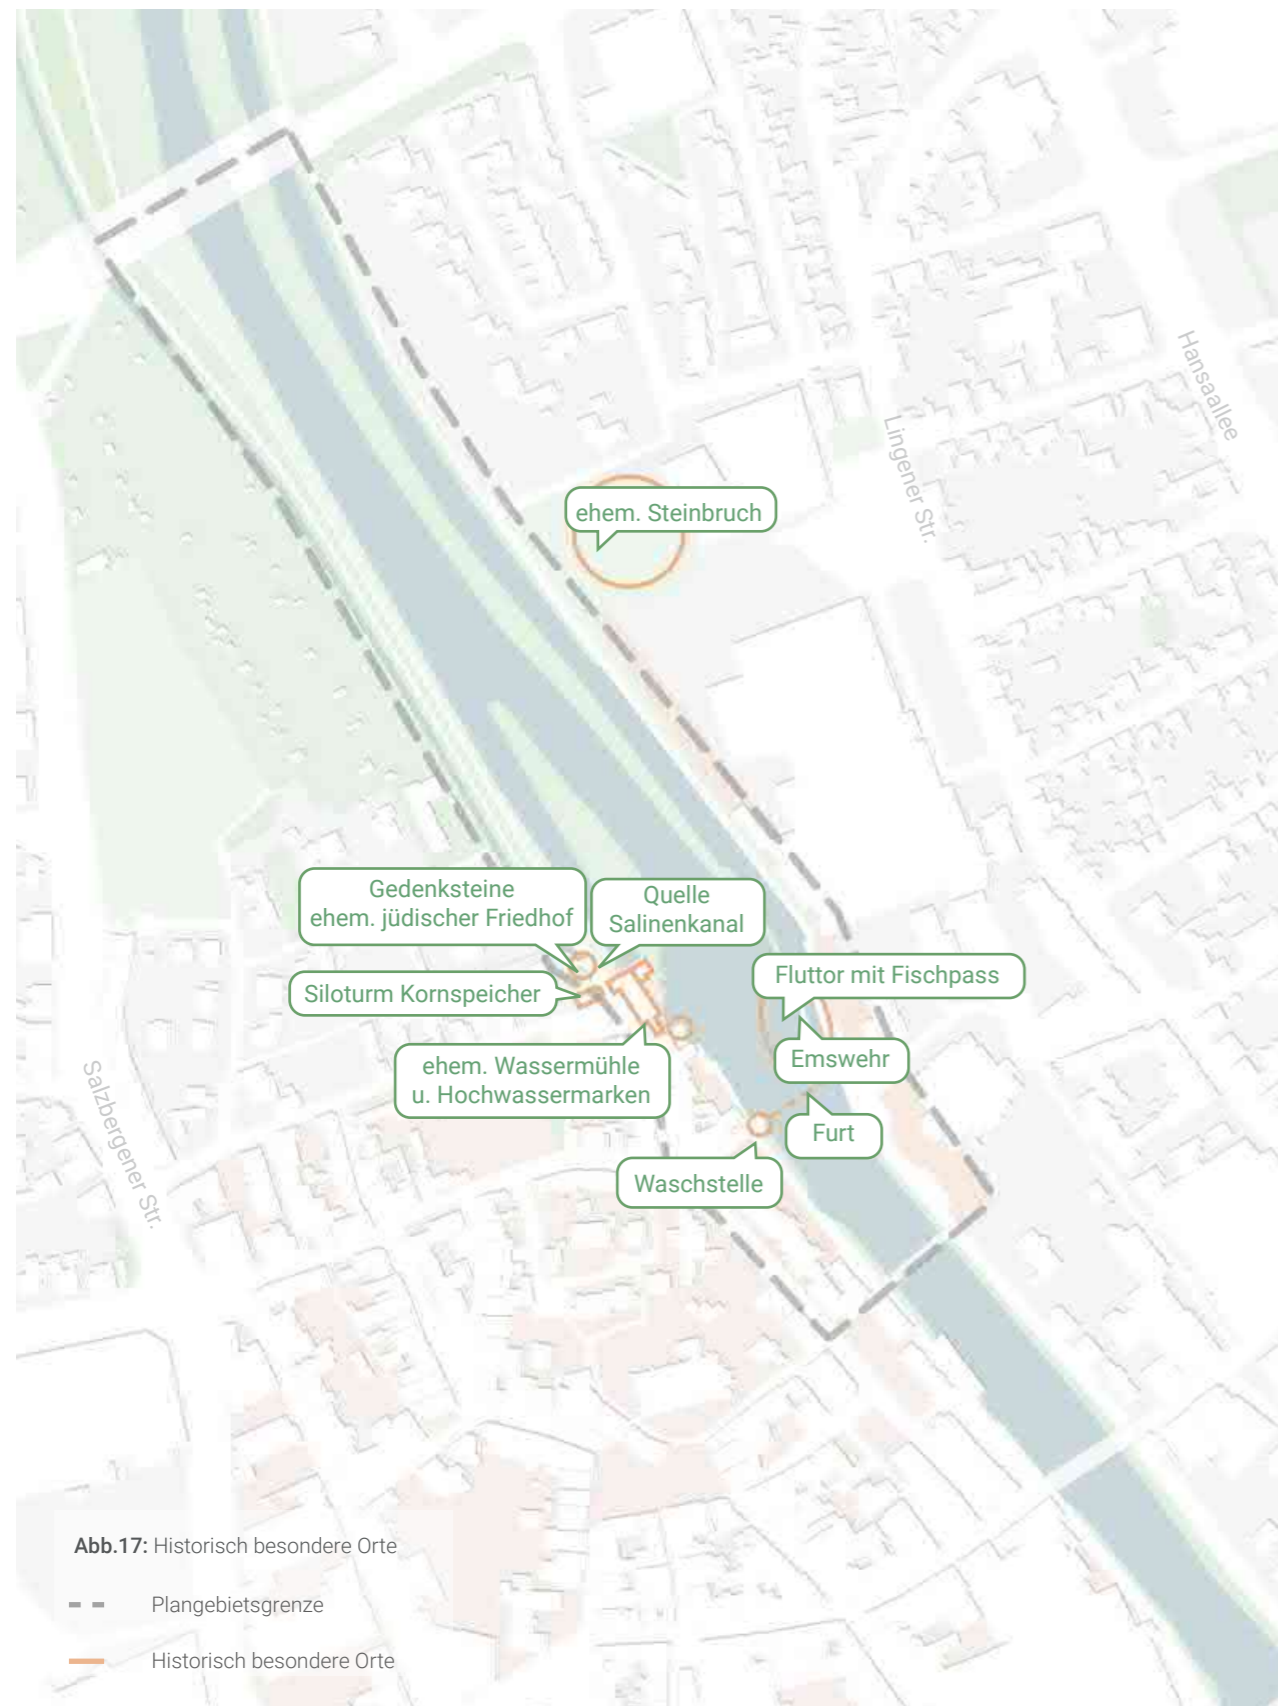 Hansaallee
Lingener Str.
ehem. Steinbruch
Gedenksteine
ehem. jüdischer Friedhof
Quelle
Salinenkanal
Siloturm Kornspeicher
Fluttor mit Fischpass
Emswehr
ehem. Wassermühle
u. Hochwassermarken
Furt
Waschstelle
Salzbergener Str.
Abb.17: Historisch besondere Orte
Plangebietsgrenze
Historisch besondere Orte